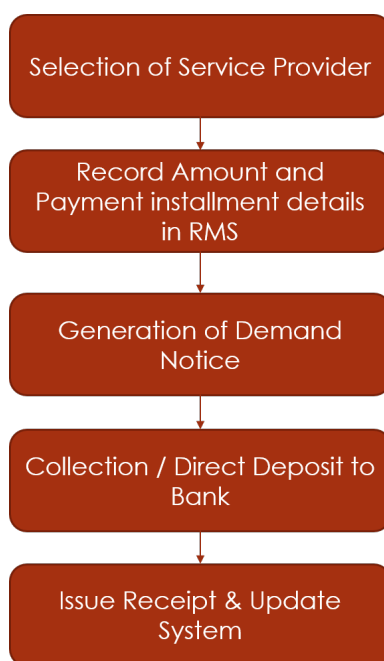 Selection of Service Provider
Record Amount and
Payment installment details
in RMS
Generation of Demand
Notice
Collection / Direct Deposit to
Bank
Issue Receipt & Update
System